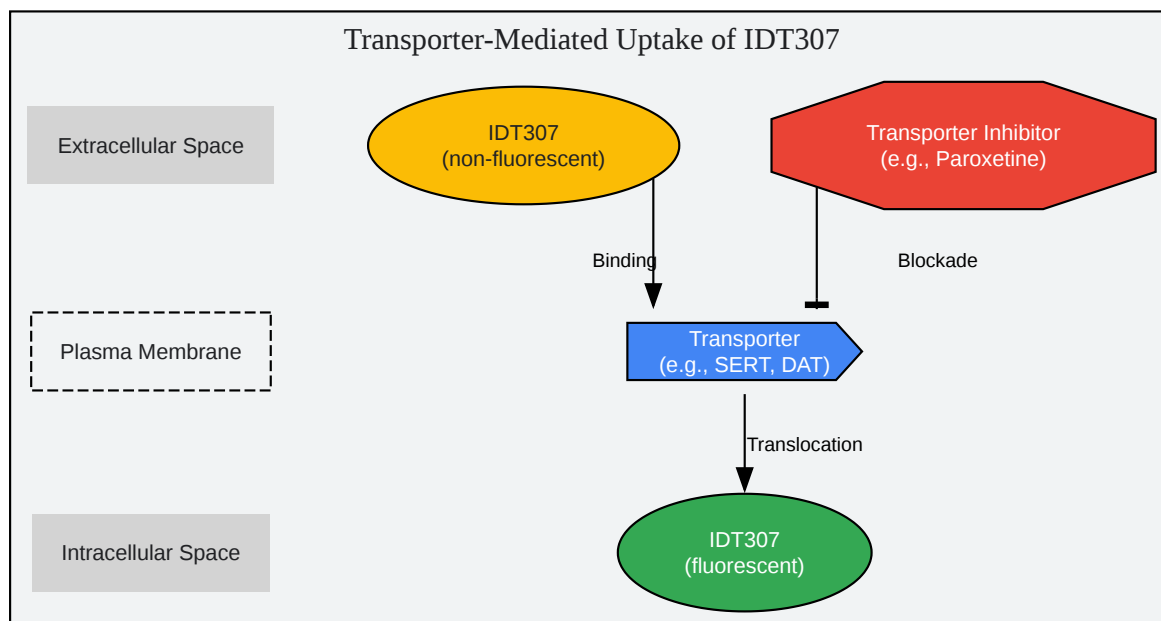 Transporter-Mediated Uptake of IDT307
Extracellular Space
IDT307
(non-fluorescent)
Transporter Inhibitor
(e.g., Paroxetine)
Binding
Blockade
Plasma Membrane
Transporter
(e.g., SERT, DAT)
Translocation
Intracellular Space
IDT307
(fluorescent)